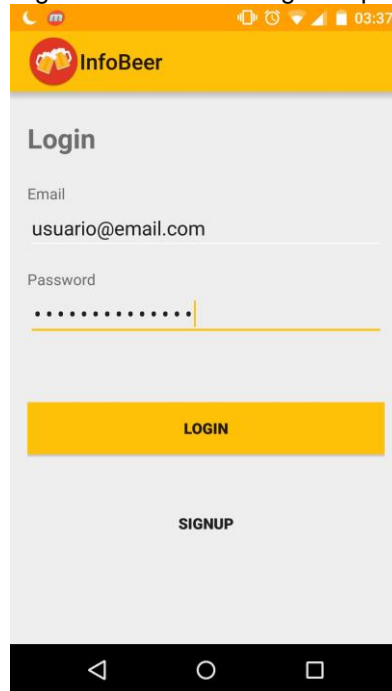 03:37
InfoBeer
Login
Email
usuario@email.com
Password
••••••••••••••
LOGIN
SIGNUP